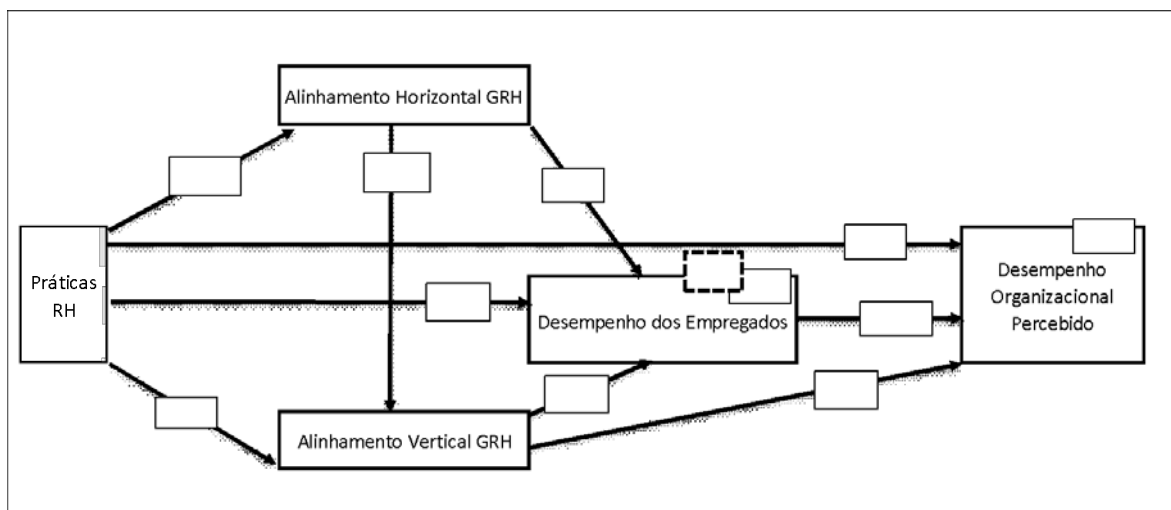 Alinhamento Horizontal GRH
Práticas
RH
Desempenho dos Empregados
Desempenho
Organizacional
Percebido
Alinhamento Vertical GRH